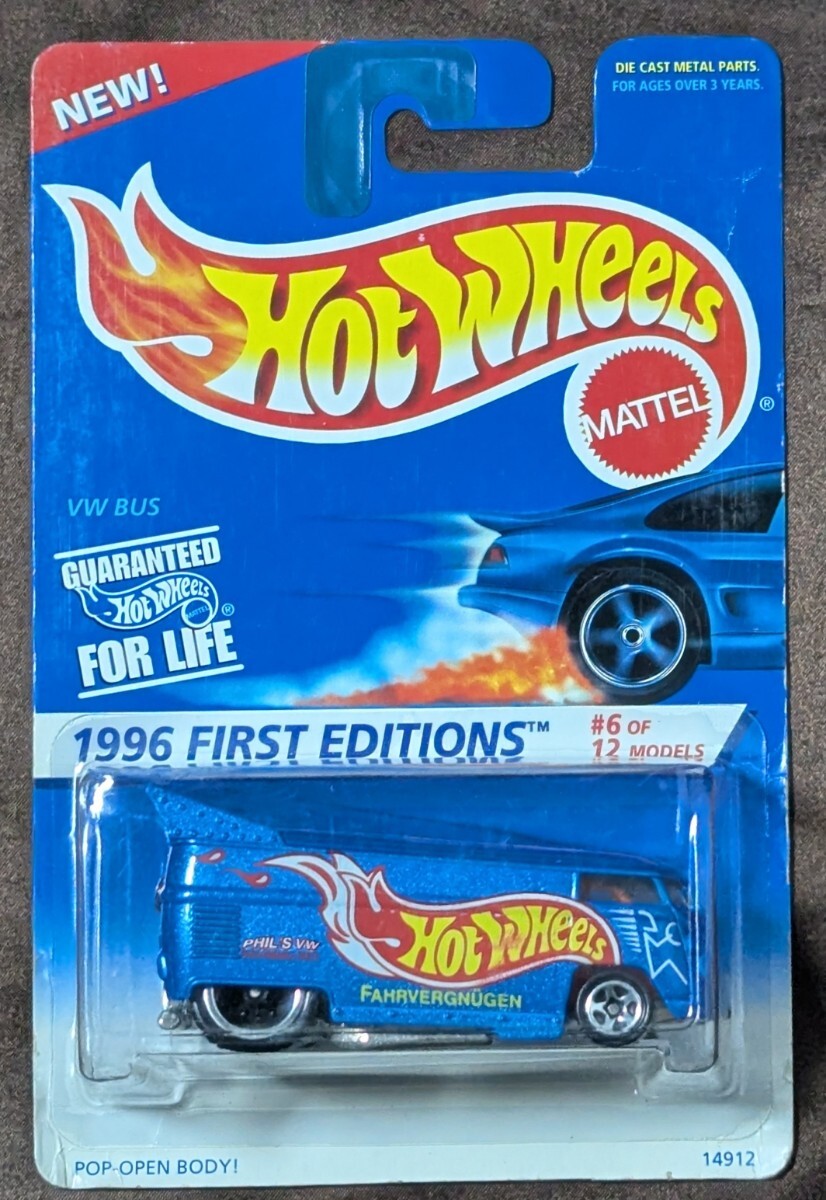 NEW!
DIE CAST METAL PARTS.
FOR AGES OVER 3 YEARS.
HOT WHEELS
MATTEL
®
VW BUS
GUARANTEED
HOT WHEELS
MATTEL
®
FOR LIFE
1996 FIRST EDITIONS™
#6 OF
12 MODELS
PHIL'S VW
HOT WHEELS
FAHRVERGNÜGEN
POP-OPEN BODY!
14912